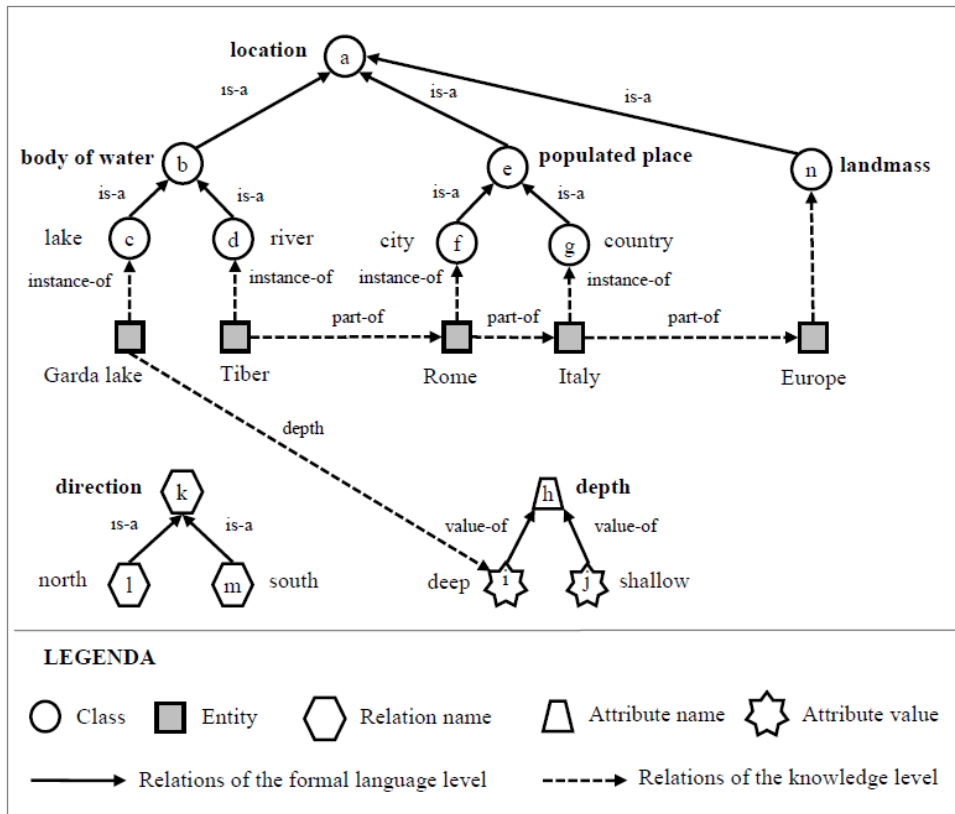 location a
is-a is-a is-a
body of water b e populated place n landmass
is-a is-a is-a is-a
lake c d river city f g country
instance-of instance-of instance-of instance-of
part-of part-of part-of
Garda lake Tiber Rome Italy Europe
depth
direction k h depth
is-a is-a value-of value-of
north l m south deep i j shallow
LEGENDA
Class Entity Relation name Attribute name Attribute value
Relations of the formal language level Relations of the knowledge level